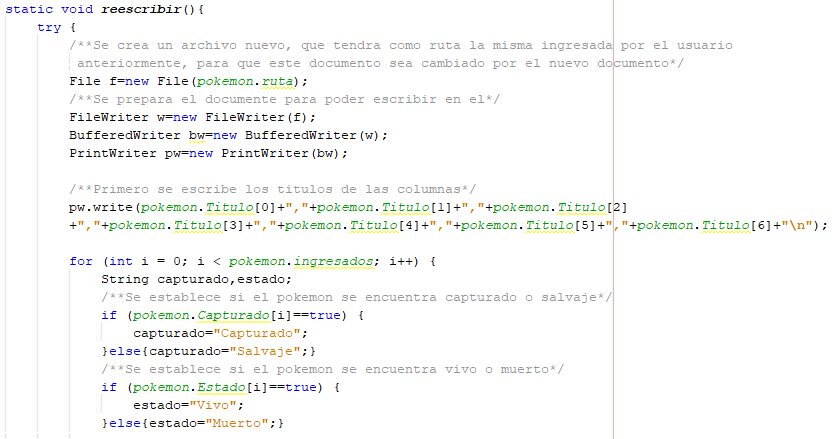 static void reescribir(){
try {
/**Se crea un archivo nuevo, que tendra como ruta la misma ingresada por el usuario
anteriormente, para que este documento sea cambiado por el nuevo documento*/
File f=new File(pokemon.ruta);
/**Se prepara el documente para poder escribir en el*/
FileWriter w=new FileWriter(f);
BufferedWriter bw=new BufferedWriter(w);
PrintWriter pw=new PrintWriter(bw);
/**Primero se escribe los titulos de las columnas*/
pw.write(pokemon.Titulo[0]+","+pokemon.Titulo[1]+","+pokemon.Titulo[2]
+","+pokemon.Titulo[3]+","+pokemon.Titulo[4]+","+pokemon.Titulo[5]+","+pokemon.Titulo[6]+"\n");
for (int i = 0; i < pokemon.ingresados; i++) {
String capturado,estado;
/**Se establece si el pokemon se encuentra capturado o salvaje*/
if (pokemon.Capturado[i]==true) {
capturado="Capturado";
}else{capturado="Salvaje";}
/**Se establece si el pokemon se encuentra vivo o muerto*/
if (pokemon.Estado[i]==true) {
estado="Vivo";
}else{estado="Muerto";}